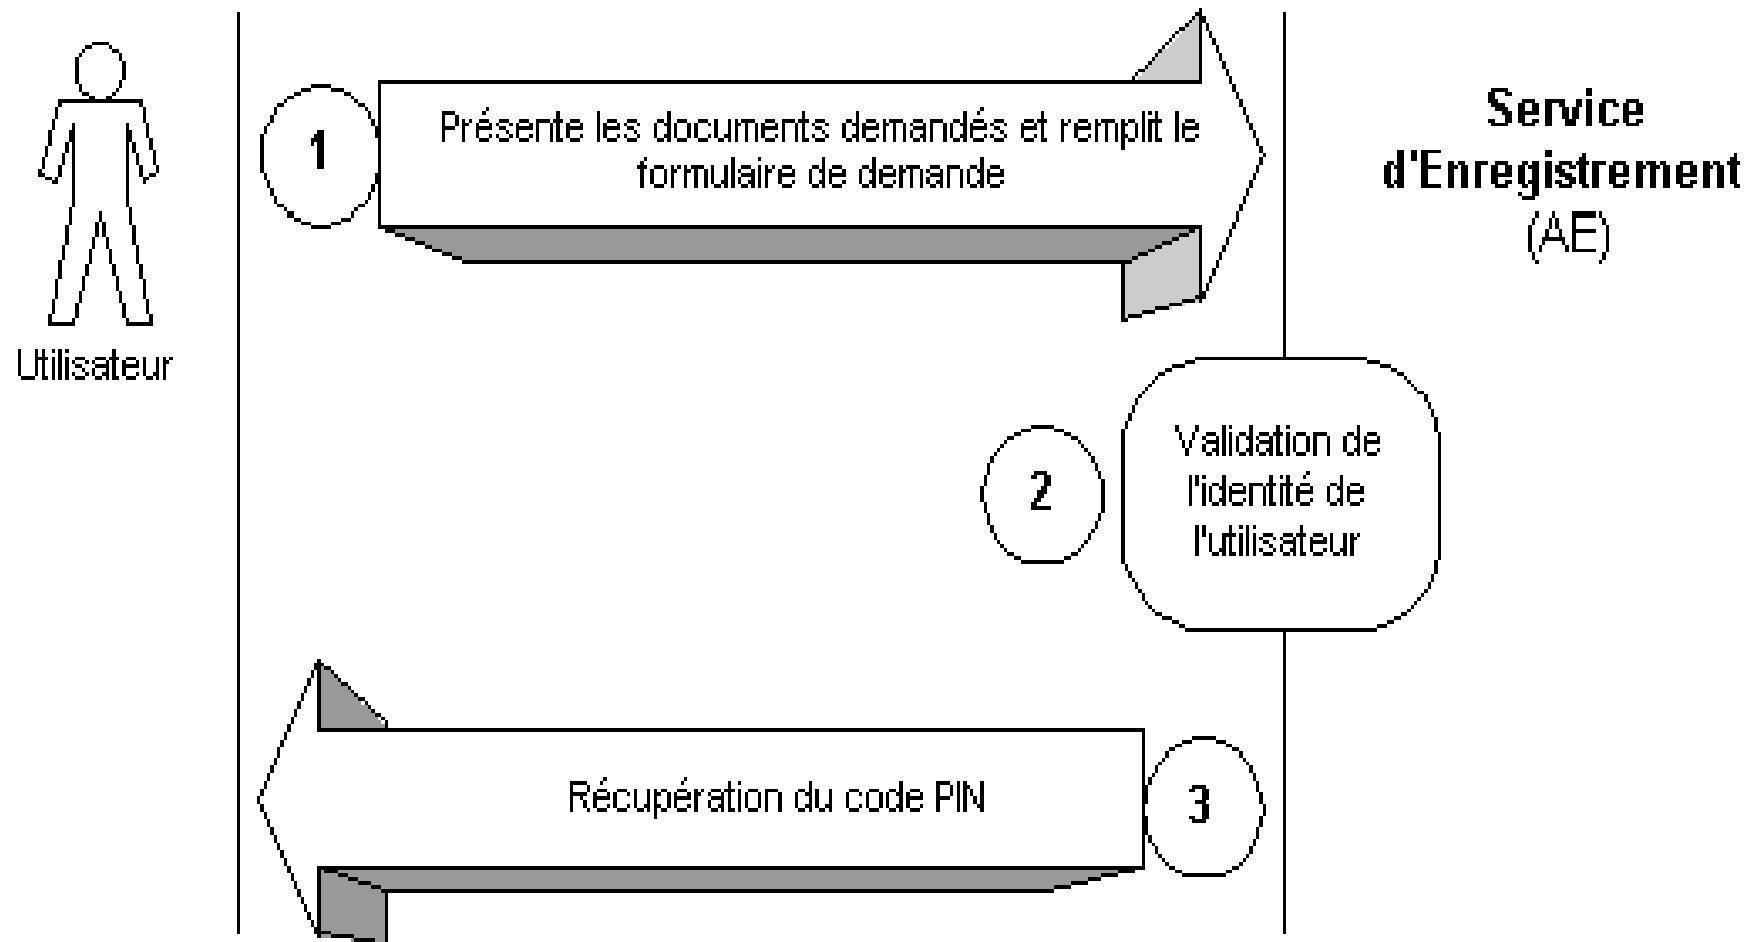 1
Présente les documents demandés et remplit le
formulaire de demande
Service
d'Enregistrement
(AE)
Utilisateur
2
Validation de
l'identité de
l'utilisateur
Récupération du code PIN
3